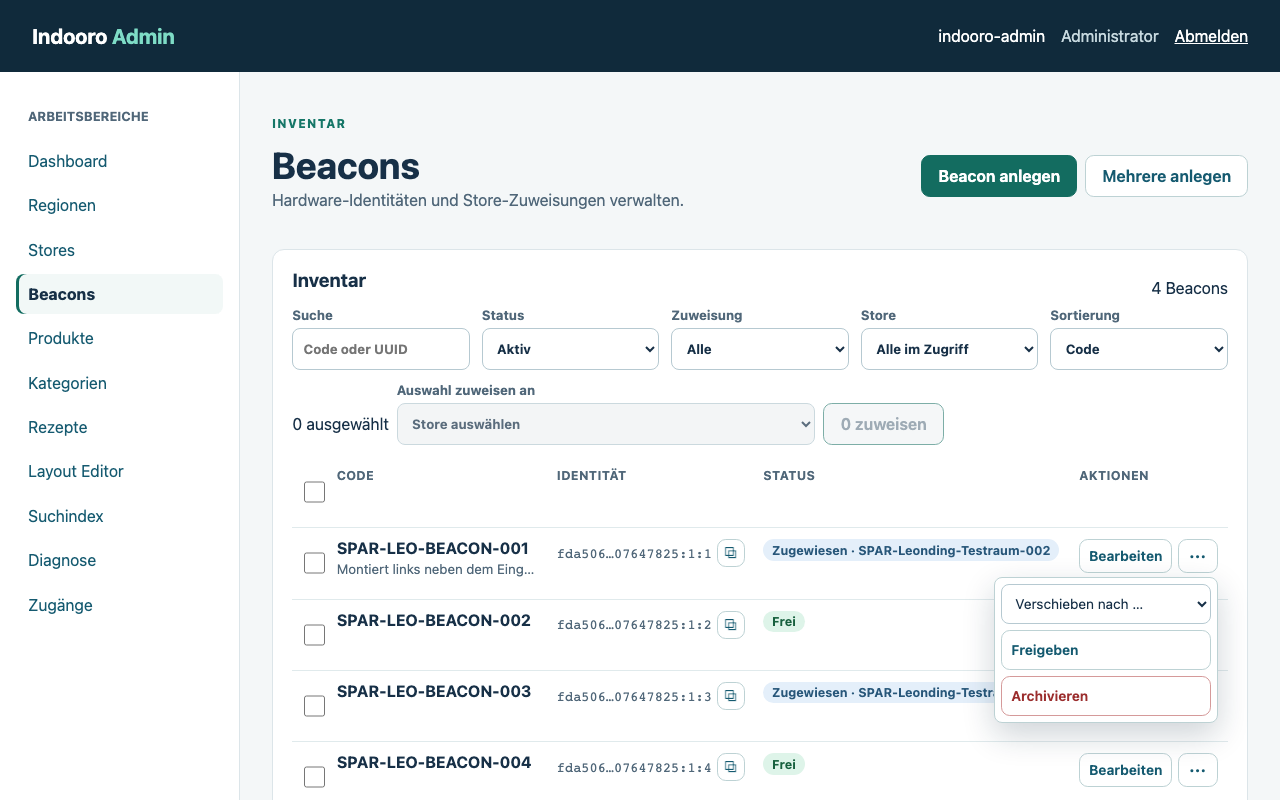 Indooro Admin
indooro-admin Administrator Abmelden
ARBEITSBEREICHE
Dashboard
Regionen
Stores
Beacons
Produkte
Kategorien
Rezepte
Layout Editor
Suchindex
Diagnose
Zugänge
INVENTAR
Beacons
Hardware-Identitäten und Store-Zuweisungen verwalten.
Beacon anlegen
Mehrere anlegen
Inventar
4 Beacons
Suche Status Zuweisung Store Sortierung
Code oder UUID Aktiv Alle Alle im Zugriff Code
Auswahl zuweisen an
0 ausgewählt Store auswählen 0 zuweisen
CODE IDENTITÄT STATUS AKTIONEN
SPAR-LEO-BEACON-001 fda506…07647825:1:1 Zugewiesen · SPAR-Leonding-Testraum-002 Bearbeiten ...
Montiert links neben dem Eing…
Verschieben nach …
Freigeben
Archivieren
SPAR-LEO-BEACON-002 fda506…07647825:1:2 Frei
SPAR-LEO-BEACON-003 fda506…07647825:1:3 Zugewiesen · SPAR-Leonding-Testra
SPAR-LEO-BEACON-004 fda506…07647825:1:4 Frei Bearbeiten ...